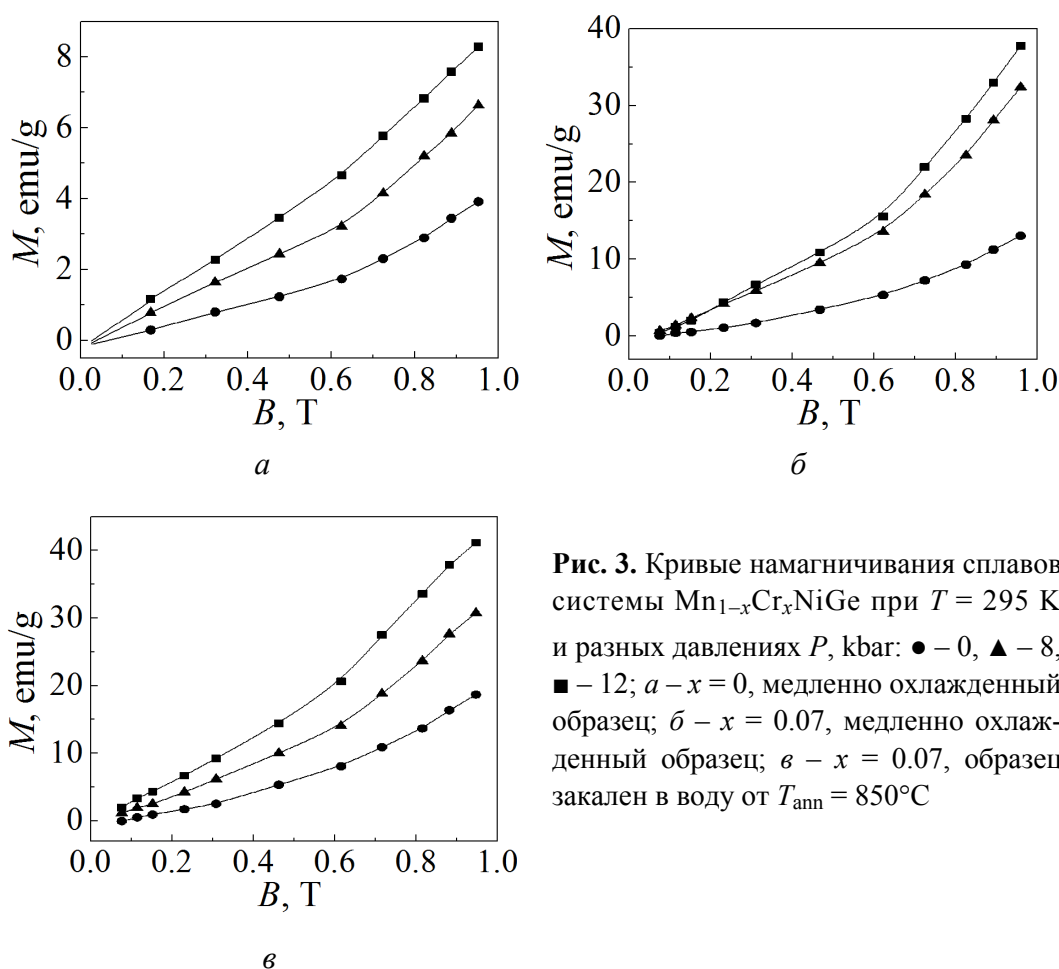 8
6
4
2
0
M, emu/g
0.0 0.2 0.4 0.6 0.8 1.0
B, T
а
40
30
20
10
0
M, emu/g
0.0 0.2 0.4 0.6 0.8 1.0
B, T
б
40
30
20
10
0
M, emu/g
0.0 0.2 0.4 0.6 0.8 1.0
B, T
в
Рис. 3. Кривые намагничивания сплавов
системы Mn₁₋ₓCrₓNiGe при T = 295 K
и разных давлениях P, kbar: ● – 0, ▲ – 8,
■ – 12; а – x = 0, медленно охлажденный
образец; б – x = 0.07, медленно охлаж-
денный образец; в – x = 0.07, образец
закален в воду от Tann = 850°C